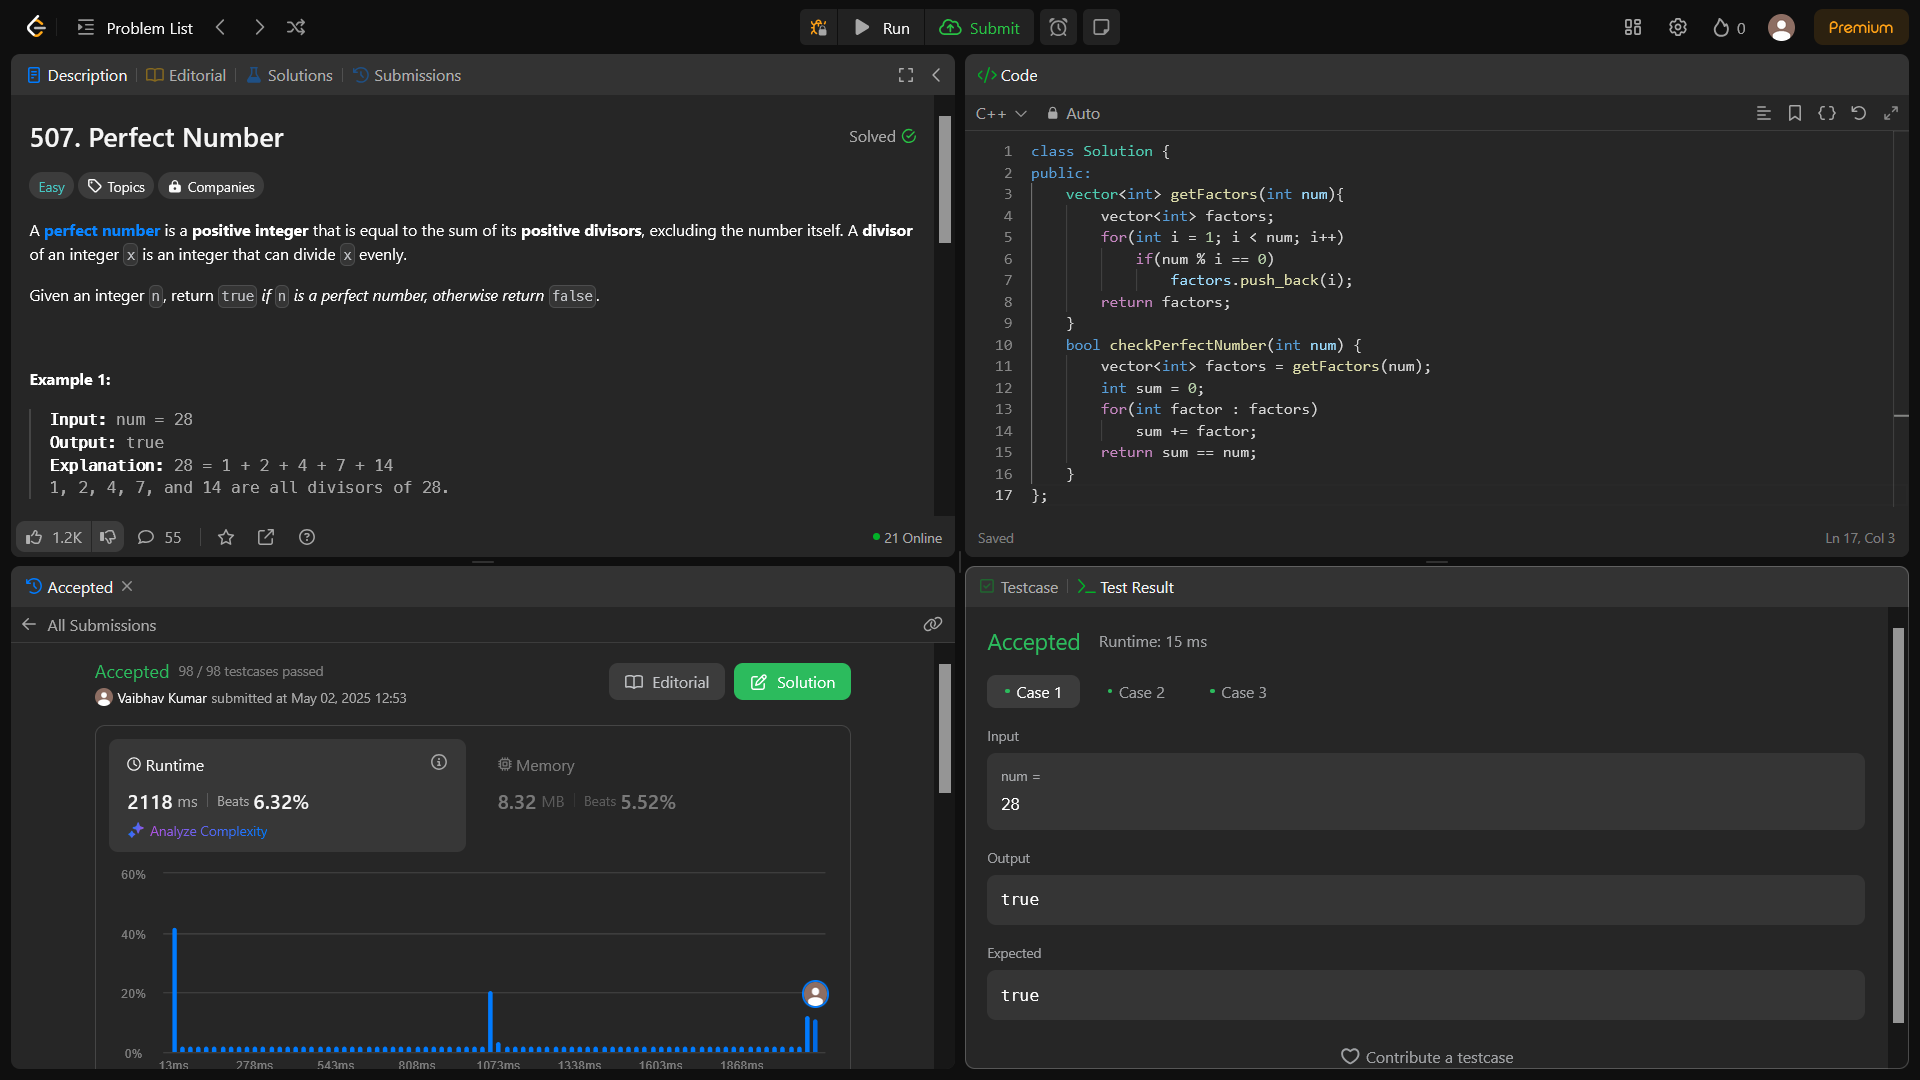 Problem List
Run
Submit
0
Premium
Description
Editorial
Solutions
Submissions
507. Perfect Number
Solved
Easy
Topics
Companies
A perfect number is a positive integer that is equal to the sum of its positive divisors, excluding the number itself. A divisor
of an integer x is an integer that can divide x evenly.
Given an integer n, return true if n is a perfect number, otherwise return false.
Example 1:
Input: num = 28
Output: true
Explanation: 28 = 1 + 2 + 4 + 7 + 14
1, 2, 4, 7, and 14 are all divisors of 28.
1.2K
55
21 Online
</> Code
C++
Auto
1 class Solution {
2 public:
3     vector<int> getFactors(int num){
4         vector<int> factors;
5         for(int i = 1; i < num; i++)
6             if(num % i == 0)
7                 factors.push_back(i);
8         return factors;
9     }
10     bool checkPerfectNumber(int num) {
11         vector<int> factors = getFactors(num);
12         int sum = 0;
13         for(int factor : factors)
14             sum += factor;
15         return sum == num;
16     }
17 };
Saved
Ln 17, Col 3
Accepted
All Submissions
Accepted 98 / 98 testcases passed
Vaibhav Kumar submitted at May 02, 2025 12:53
Editorial
Solution
Runtime
2118 ms Beats 6.32%
Analyze Complexity
Memory
8.32 MB Beats 5.52%
60%
40%
20%
0%
13ms 278ms 543ms 808ms 1073ms 1338ms 1603ms 1868ms
Testcase
Test Result
Accepted Runtime: 15 ms
Case 1
Case 2
Case 3
Input
num =
28
Output
true
Expected
true
Contribute a testcase